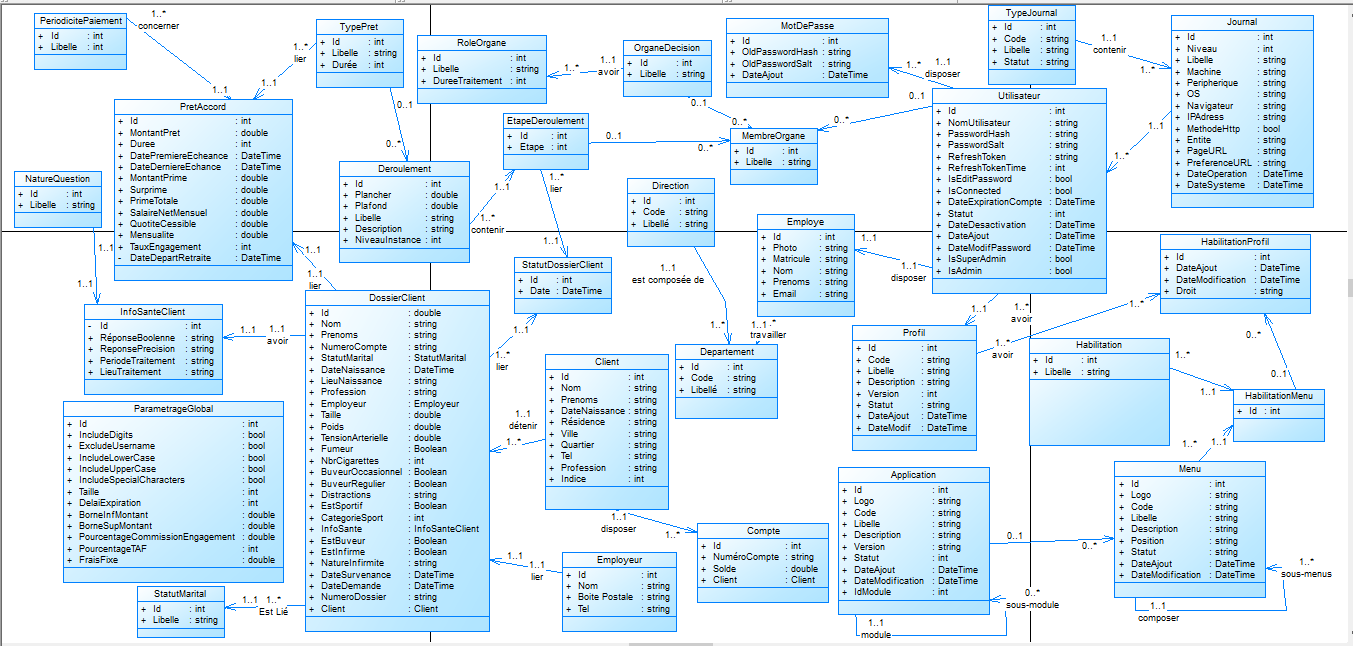 PeriodicitePaiement
+ Id : int
+ Libelle : int
1..*
concerner
1..1
TypePret
+ Id : int
+ Libelle : string
+ Durée : int
1..*
lier
1..1
0..1
0..*
RoleOrgane
+ Id : int
+ Libelle : string
+ DureeTraitement : int
1..*
1..1
avoir
OrganeDecision
+ Id : int
+ Libelle : string
0..1
0..*
MotDePasse
+ Id : int
+ OldPasswordHash : string
+ OldPasswordSalt : string
+ DateAjout : DateTime
1..*
1..1
disposer
TypeJournal
+ Id : int
+ Code : string
+ Libelle : string
+ Statut : string
1..1
contenir
1..*
Journal
+ Id : int
+ Niveau : int
+ Libelle : string
+ Machine : string
+ Peripherique : string
+ OS : string
+ Navigateur : string
+ IPAdress : string
+ MethodeHttp : bool
+ Entite : string
+ PageURL : string
+ PreferenceURL : string
+ DateOperation : DateTime
+ DateSysteme : DateTime
1..1
1..*
PretAccord
+ Id : int
+ MontantPret : double
+ Duree : int
+ DatePremiereEcheance : DateTime
+ DateDerniereEchance : DateTime
+ MontantPrime : double
+ Surprime : double
+ PrimeTotale : double
+ SalaireNetMensuel : double
+ QuotiteCessible : double
+ Mensualite : double
+ TauxEngagement : int
- DateDepartRetraite : DateTime
1..1
1..1
lier
EtapeDeroulement
+ Id : int
+ Etape : int
0..1
0..*
1..*
lier
1..1
MembreOrgane
+ Id : int
+ Libelle : string
0..1
0..*
Utilisateur
+ Id : int
+ NomUtilisateur : string
+ PasswordHash : string
+ PasswordSalt : string
+ RefreshToken : string
+ RefreshTokenTime : int
+ IsEditPassword : bool
+ IsConnected : bool
+ DateExpirationCompte : DateTime
+ Statut : int
+ DateDesactivation : DateTime
+ DateAjout : DateTime
+ DateModifPassword : DateTime
+ IsSuperAdmin : bool
+ IsAdmin : bool
NatureQuestion
+ Id : int
+ Libelle : string
1..1
1..1
Deroulement
+ Id : int
+ Plancher : double
+ Plafond : double
+ Libelle : string
+ Description : string
+ NiveauInstance : int
1..1
1..*
contenir
Direction
+ Id : int
+ Code : string
+ Libellé : string
1..1
est composée de
1..*
Employe
+ Id : int
+ Photo : string
+ Matricule : string
+ Nom : string
+ Prenoms : string
+ Email : string
1..1
1..1
disposer
1..*
travailler
HabilitationProfil
+ Id : int
+ DateAjout : DateTime
+ DateModification : DateTime
+ Droit : string
0..*
0..1
StatutDossierClient
+ Id : int
+ Date : DateTime
1..1
1..*
lier
DossierClient
+ Id : double
+ Nom : string
+ Prenoms : string
+ NumeroCompte : string
+ StatutMarital : StatutMarital
+ DateNaissance : DateTime
+ LieuNaissance : string
+ Profession : string
+ Employeur : Employeur
+ Taille : double
+ Poids : double
+ TensionArterielle : double
+ Fumeur : Boolean
+ NbrCigarettes : int
+ BuveurOccasionnel : Boolean
+ BuveurRegulier : Boolean
+ Distractions : string
+ EstSportif : Boolean
+ CategorieSport : int
+ InfoSante : InfoSanteClient
+ EstBuveur : Boolean
+ EstInfirme : Boolean
+ NatureInfirmite : string
+ DateSurvenance : DateTime
+ DateDemande : DateTime
+ NumeroDossier : string
+ Client : Client
InfoSanteClient
- Id : int
+ RéponseBoolenne : string
+ ReponsePrecision : string
+ PeriodeTraitement : string
+ LieuTraitement : string
1..1
1..1
avoir
Profil
+ Id : int
+ Code : string
+ Libelle : string
+ Description : string
+ Version : int
+ Statut : string
+ DateAjout : DateTime
+ DateModif : DateTime
1..1
1..*
avoir
1..*
avoir
1..*
Habilitation
+ Id : int
+ Libelle : string
1..*
1..1
HabilitationMenu
+ Id : int
1..*
1..1
Departement
+ Id : int
+ Code : string
+ Libellé : string
Client
+ Id : int
+ Nom : string
+ Prenoms : string
+ DateNaissance : string
+ Résidence : string
+ Ville : string
+ Quartier : string
+ Tel : string
+ Profession : string
+ Indice : int
1..1
détenir
1..*
1..1
disposer
1..*
ParametrageGlobal
+ Id : int
+ IncludeDigits : bool
+ ExcludeUsername : bool
+ IncludeLowerCase : bool
+ IncludeUpperCase : bool
+ IncludeSpecialCharacters : bool
+ Taille : int
+ DelaiExpiration : int
+ BorneInfMontant : double
+ BorneSupMontant : double
+ PourcentageCommissionEngagement : double
+ PourcentageTAF : int
+ FraisFixe : double
Application
+ Id : int
+ Logo : string
+ Code : string
+ Libelle : string
+ Description : string
+ Version : string
+ Statut : int
+ DateAjout : DateTime
+ DateModification : DateTime
+ IdModule : int
0..1
0..*
0..*
sous-module
1..1
module
Menu
+ Id : int
+ Logo : string
+ Code : string
+ Libelle : string
+ Description : string
+ Position : string
+ Statut : string
+ DateAjout : DateTime
+ DateModification : DateTime
1..*
sous-menus
1..1
composer
Compte
+ Id : int
+ NuméroCompte : string
+ Solde : double
+ Client : Client
Employeur
+ Id : int
+ Nom : string
+ Boite Postale : string
+ Tel : string
1..1
1..1
lier
StatutMarital
+ Id : int
+ Libelle : string
1..1
1..*
Est Lié